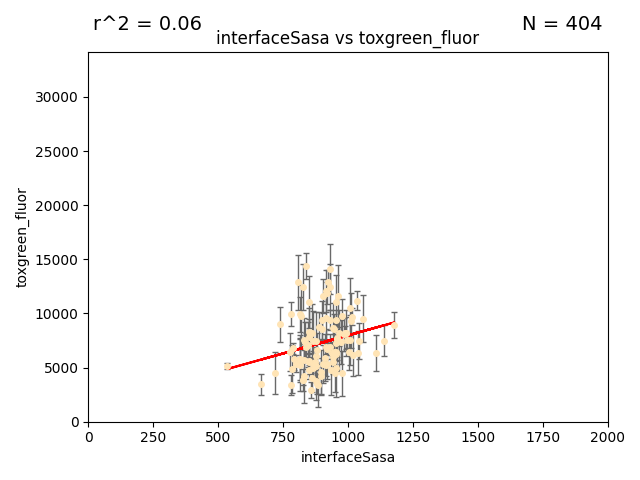 r^2 = 0.06
N = 404
interfaceSasa vs toxgreen_fluor
30000
25000
20000
15000
10000
5000
0
toxgreen_fluor
0 250 500 750 1000 1250 1500 1750 2000
interfaceSasa